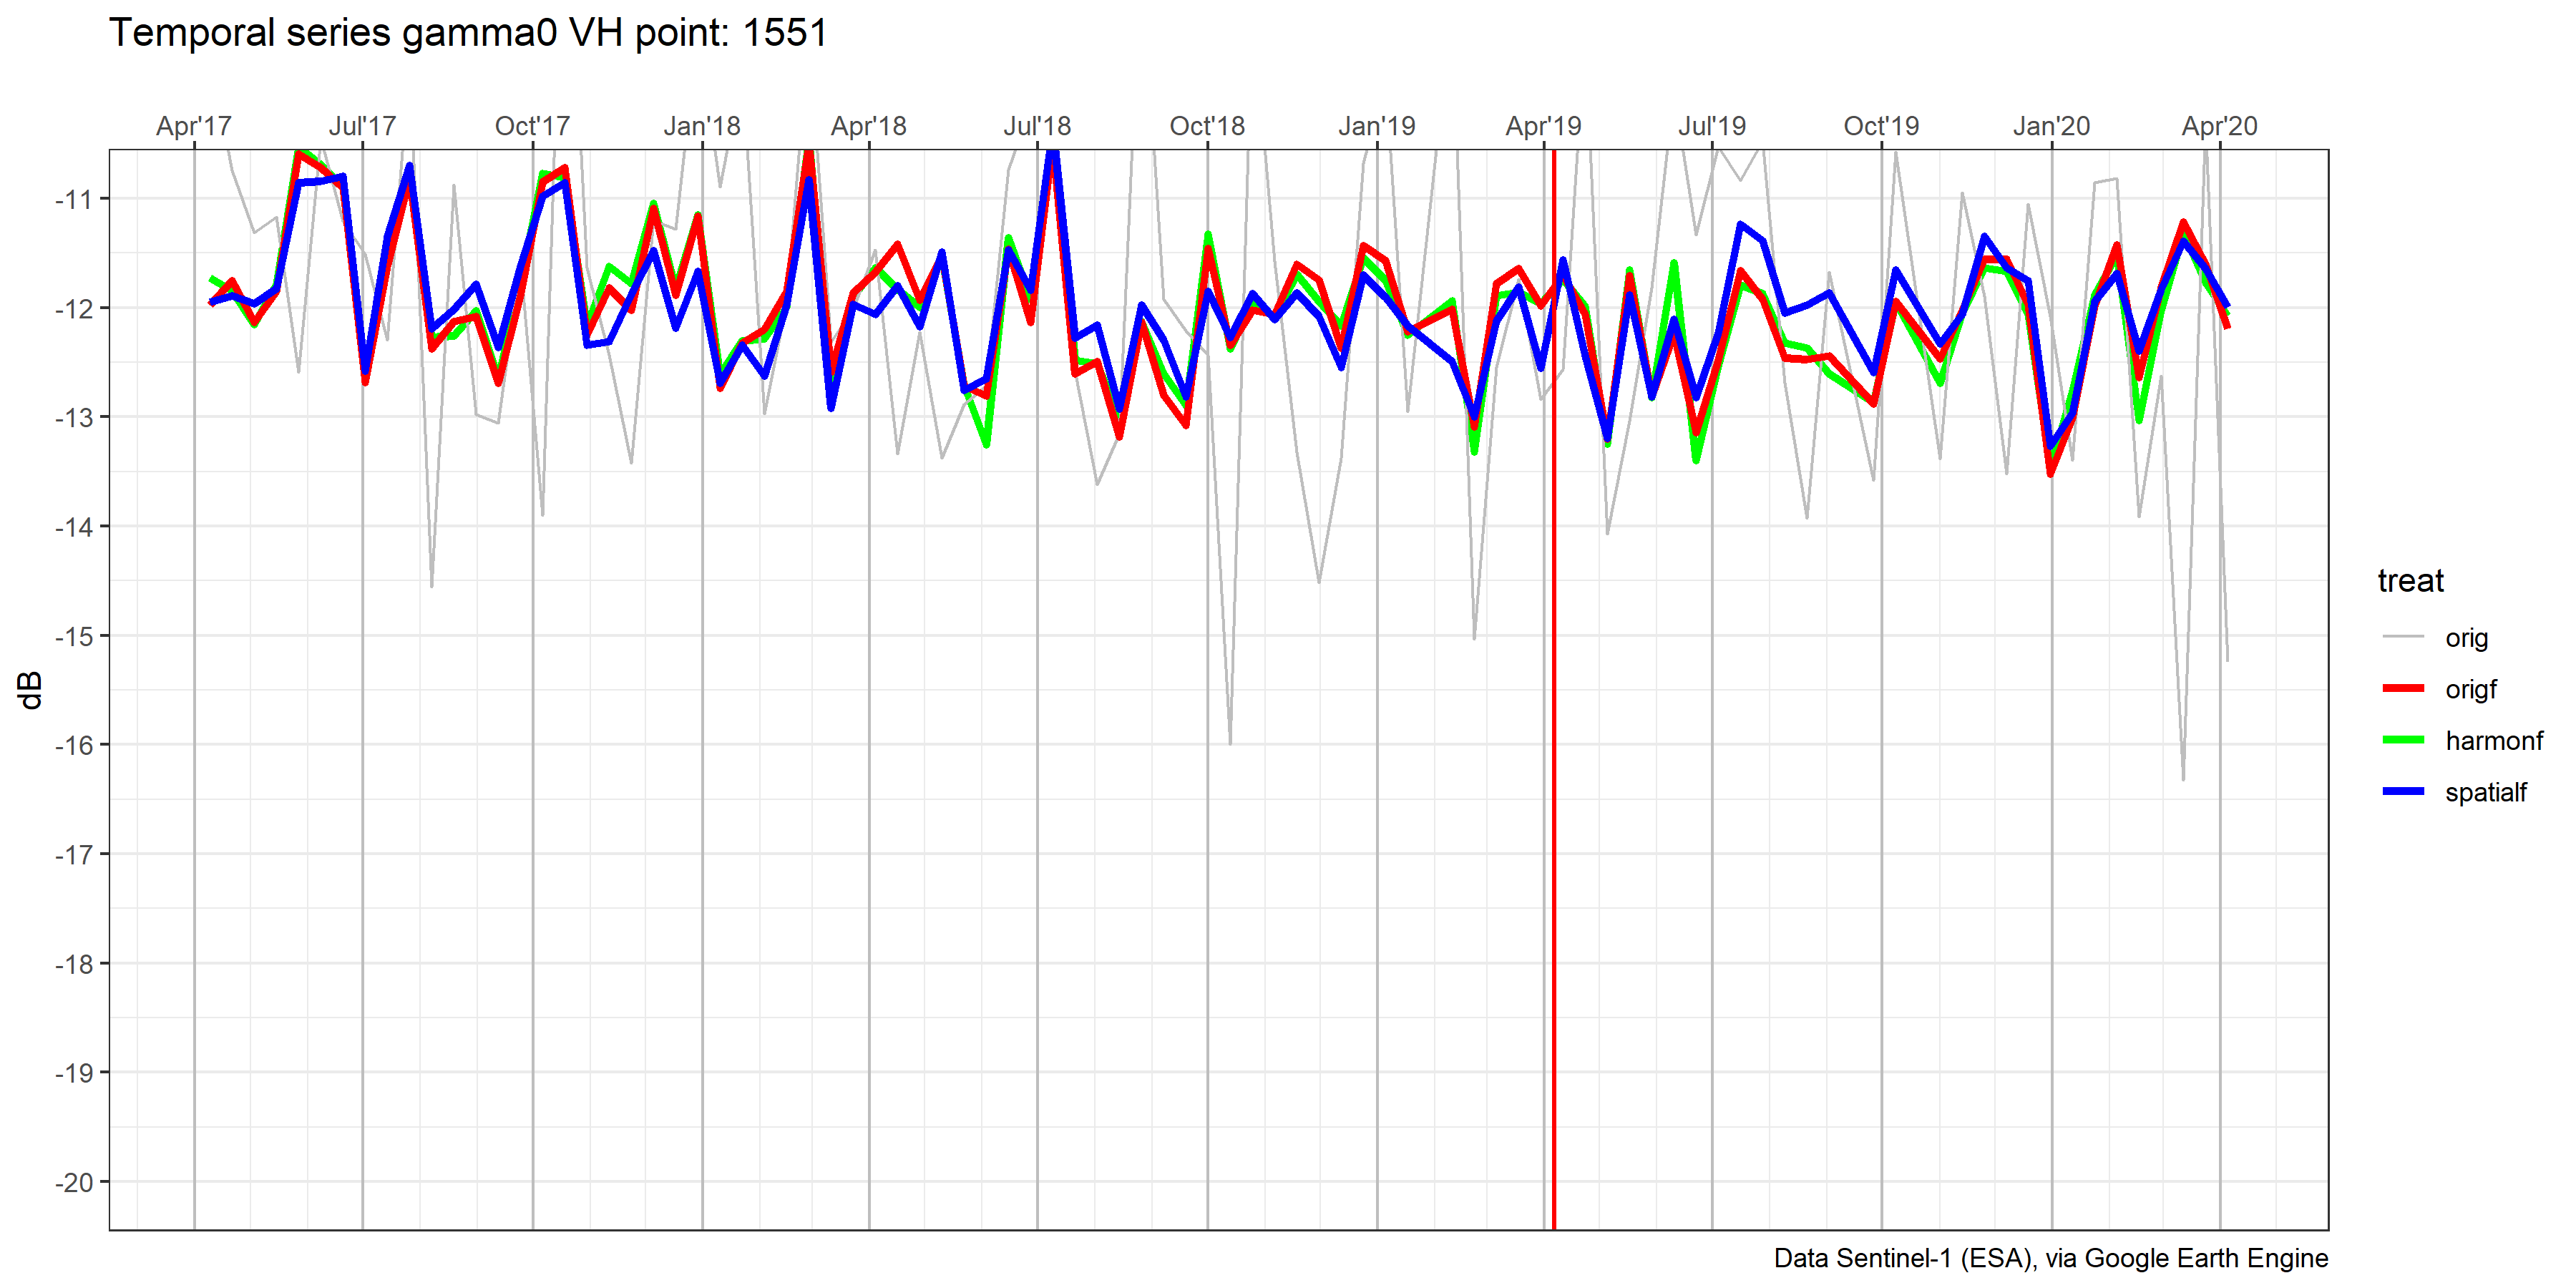 Temporal series gamma0 VH point: 1551
Apr'17 Jul'17 Oct'17 Jan'18 Apr'18 Jul'18 Oct'18 Jan'19 Apr'19 Jul'19 Oct'19 Jan'20 Apr'20
-11
-12
-13
-14
-15
-16
-17
-18
-19
-20
dB
treat
orig
origf
harmonf
spatialf
Data Sentinel-1 (ESA), via Google Earth Engine